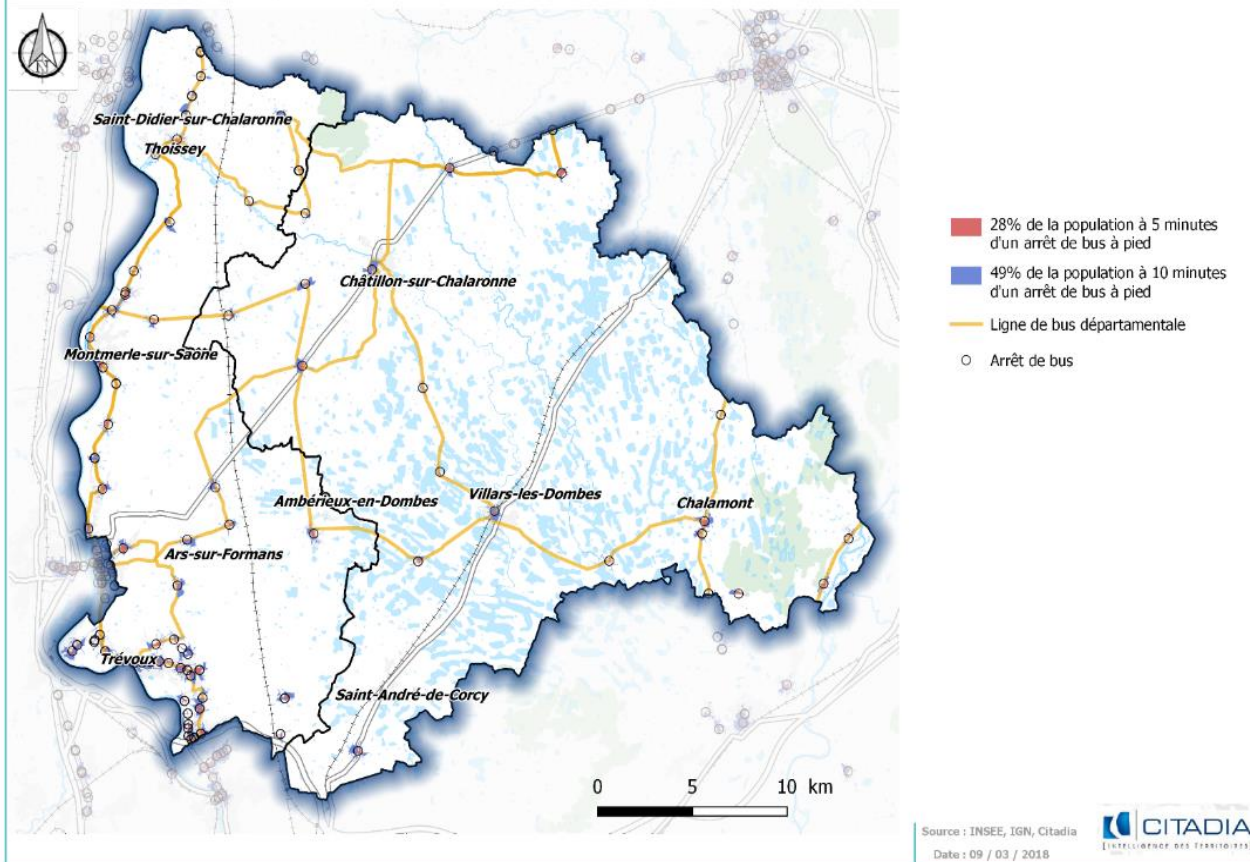 N
Saint-Didier-sur-Chalaronne
Thoissey
Châtillon-sur-Chalaronne
Montmerle-sur-Saône
Ambérieux-en-Dombes
Villars-les-Dombes
Chalamont
Ars-sur-Formans
Trévoux
Saint-André-de-Corcy
0 5 10 km
28% de la population à 5 minutes
d'un arrêt de bus à pied
49% de la population à 10 minutes
d'un arrêt de bus à pied
Ligne de bus départementale
Arrêt de bus
Source : INSEE, IGN, Citadia
Date : 09 / 03 / 2018
CITADIA
INTELLIGENCE DES TERRITOIRES